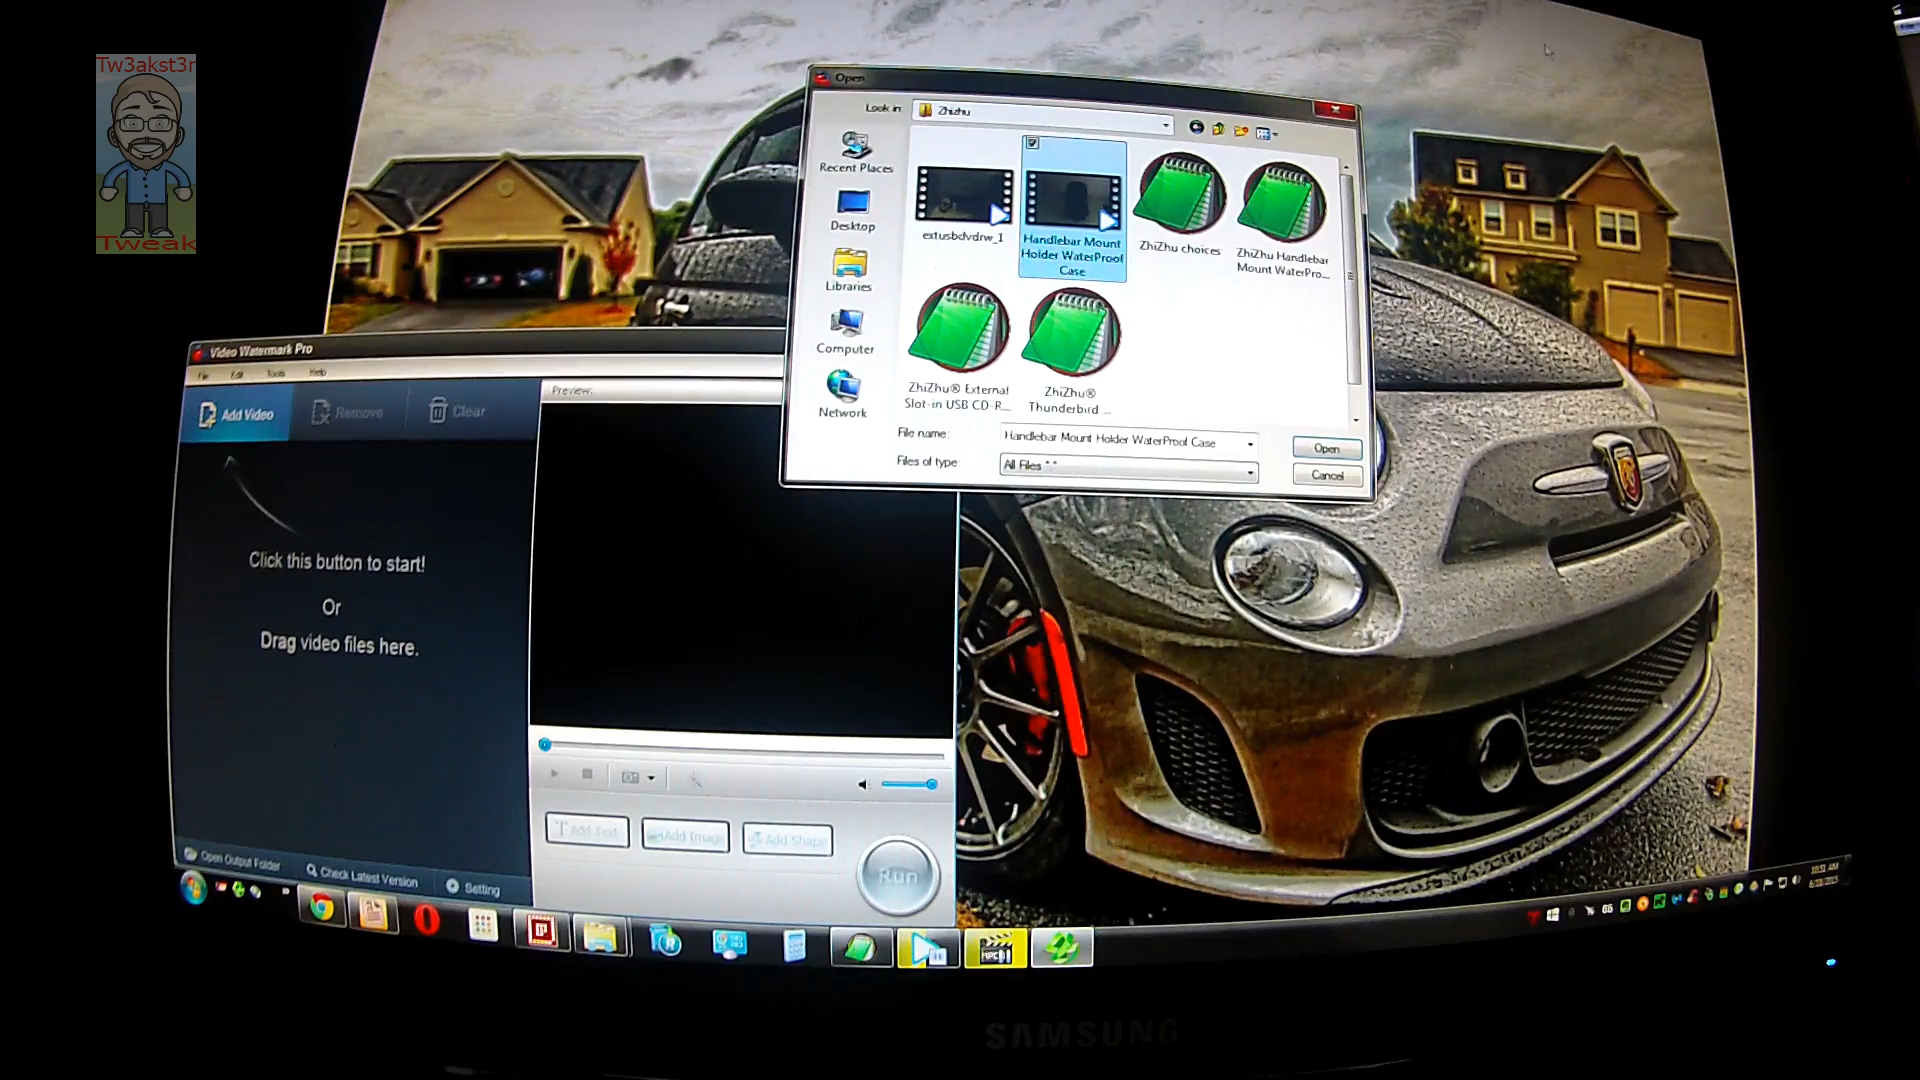 Tw3akst3r
Tweak
Open
Look in
Zhizhu
Recent Places
Desktop
Libraries
Computer
Network
extusbdvdrw_1
Handlebar Mount
Holder WaterProof
Case
ZhiZhu choices
ZhiZhu Handlebar
Mount WaterPro...
ZhiZhu® External
Slot-in USB CD-R...
ZhiZhu®
Thunderbird ...
File name:
Handlebar Mount Holder WaterProof Case
Open
Files of type:
All Files *.*
Cancel
Video Watermark Pro
File Edit Tools Help
Add Video
Remove
Clear
Preview:
Click this button to start!
Or
Drag video files here.
Add Text
Add Image
Add Shape
Run
Open Output Folder
Check Latest Version
Setting
10:51 AM
SAMSUNG